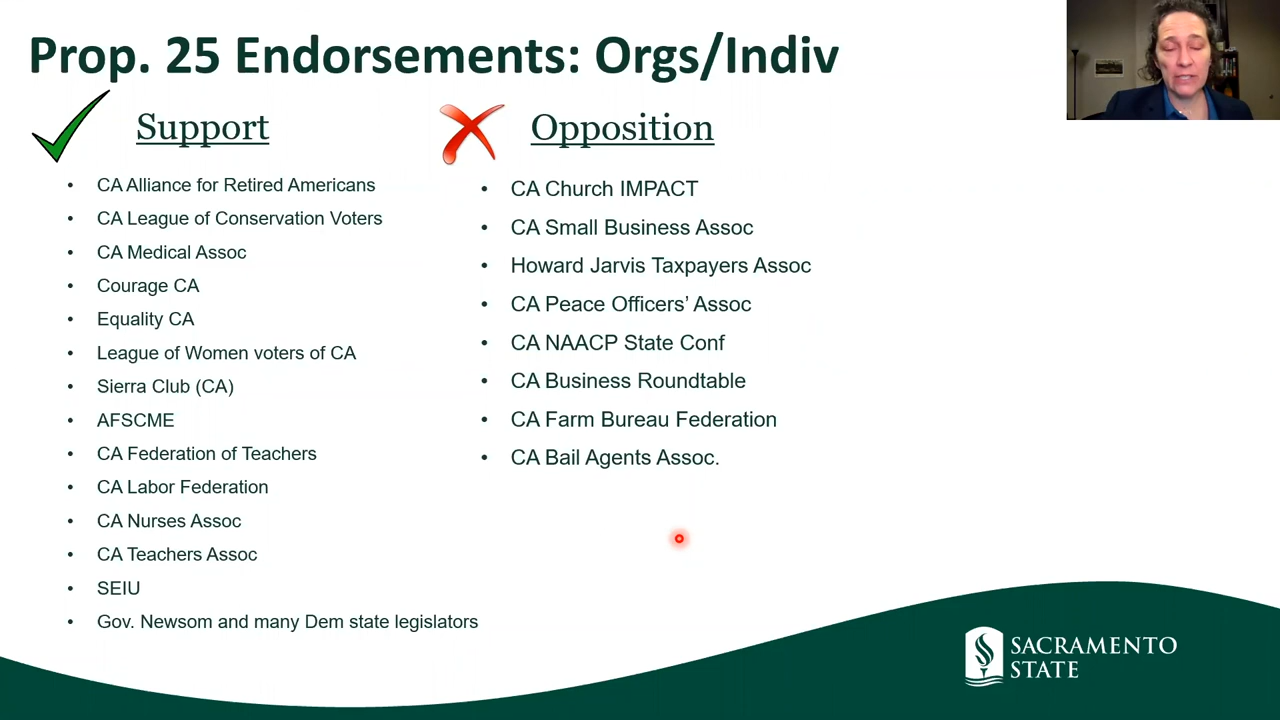 Prop. 25 Endorsements: Orgs/Indiv
Support
CA Alliance for Retired Americans
CA League of Conservation Voters
CA Medical Assoc
Courage CA
Equality CA
League of Women voters of CA
Sierra Club (CA)
AFSCME
CA Federation of Teachers
CA Labor Federation
CA Nurses Assoc
CA Teachers Assoc
SEIU
Gov. Newsom and many Dem state legislators
Opposition
CA Church IMPACT
CA Small Business Assoc
Howard Jarvis Taxpayers Assoc
CA Peace Officers’ Assoc
CA NAACP State Conf
CA Business Roundtable
CA Farm Bureau Federation
CA Bail Agents Assoc.
SACRAMENTO
STATE